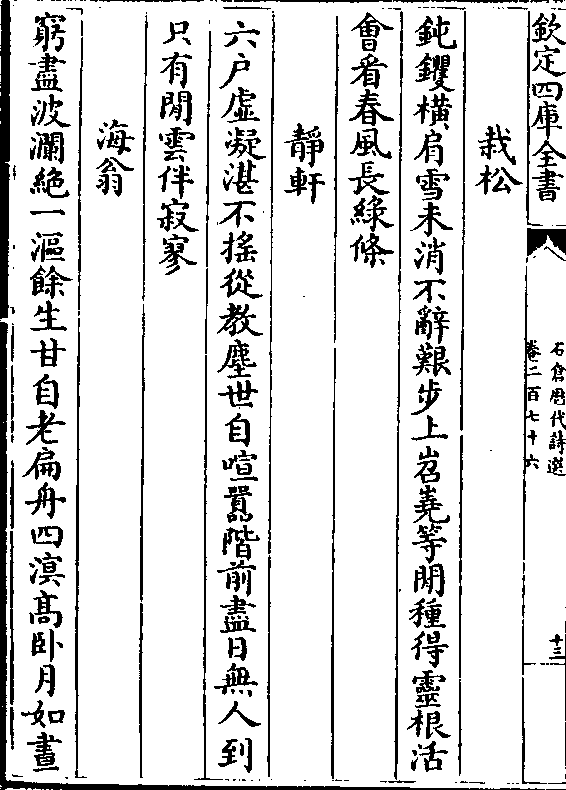 欽定四庫全書
石倉歷代詩選
卷二百七十六
十三
栽松
鈍钁橫肩雪未消不辭艱步上岧嶤等閒種得靈根活
㑹看春風長綠條
靜軒
六户虛凝湛不摇從教塵世自喧囂階前盡日無人到
只有閒雲伴寂寥
海翁
窮盡波瀾絶一漚餘生甘自老扁舟四溟髙卧月如晝